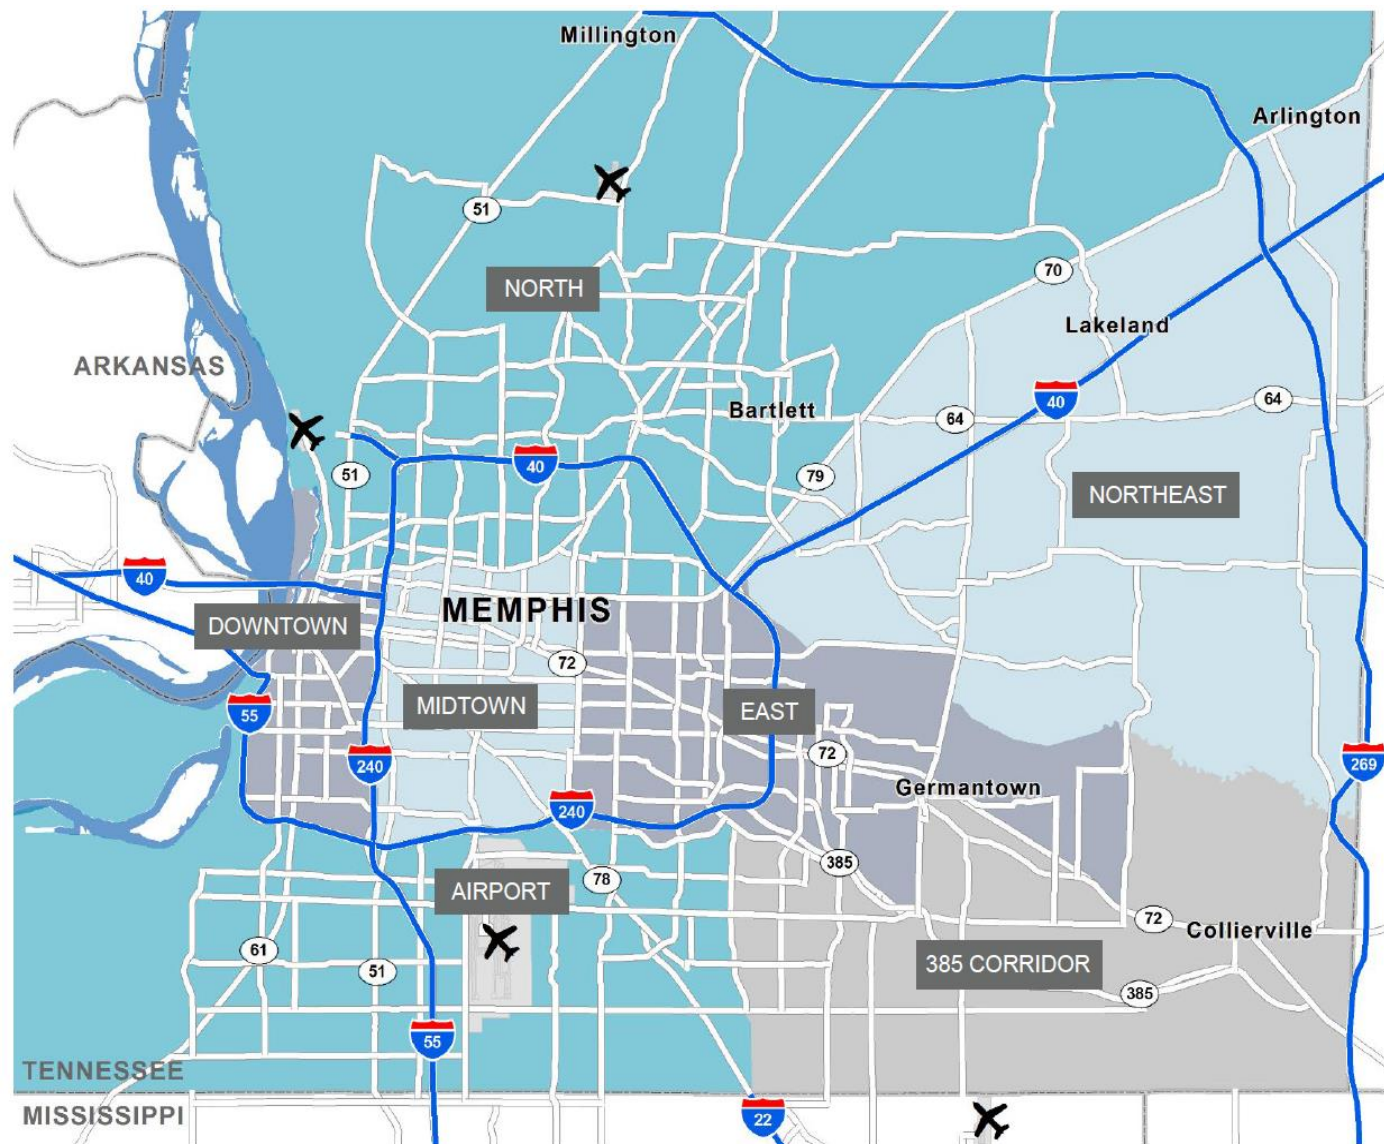 Millington
Arlington
51
NORTH
70
Lakeland
ARKANSAS
40
64
Bartlett
64
40
51
79
NORTHEAST
40
MEMPHIS
DOWNTOWN
72
MIDTOWN
EAST
55
72
240
269
Germantown
240
385
78
AIRPORT
72
Collierville
61
385 CORRIDOR
51
385
55
TENNESSEE
MISSISSIPPI
22